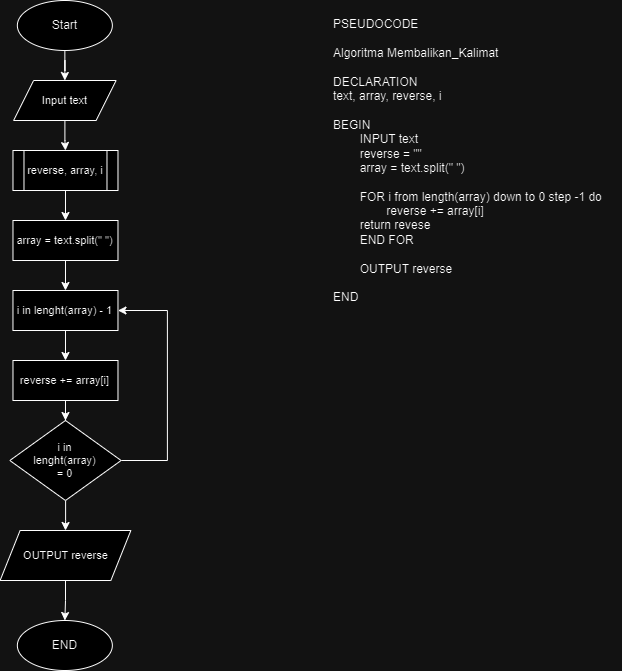 Start
Input text
reverse, array, i
array = text.split(" ")
i in lenght(array) - 1
reverse += array[i]
i in
lenght(array)
= 0
OUTPUT reverse
END
PSEUDOCODE
Algoritma Membalikan_Kalimat
DECLARATION
text, array, reverse, i
BEGIN
INPUT text
reverse = ""
array = text.split(" ")
FOR i from length(array) down to 0 step -1 do
reverse += array[i]
return revese
END FOR
OUTPUT reverse
END